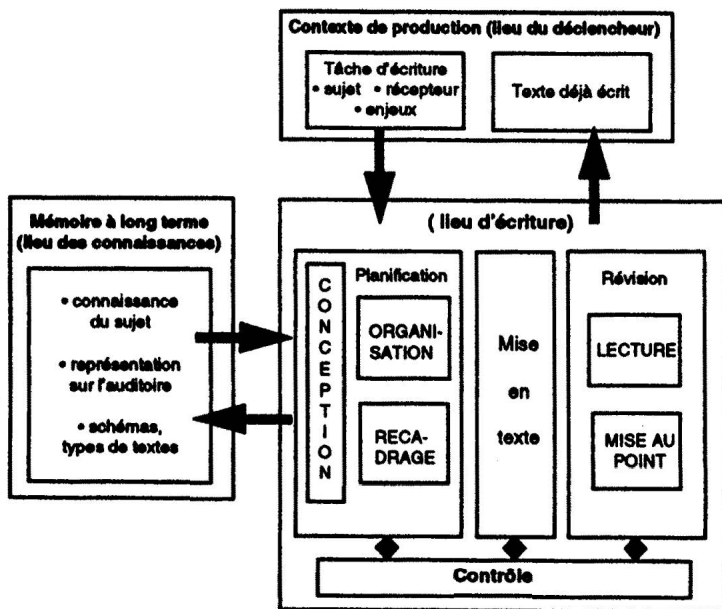 Contexte de production (lieu du déclencheur)
Tâche d'écriture
• sujet • récepteur
• enjeux
Texte déjà écrit
Mémoire à long terme
(lieu des connaissances)
• connaissance
du sujet
• représentation
sur l'auditoire
• schémas,
types de textes
( lieu d'écriture)
CONCEPTION
Planification
ORGANI-
SATION
RECA-
DRAGE
Mise
en
texte
Révision
LECTURE
MISE AU
POINT
Contrôle